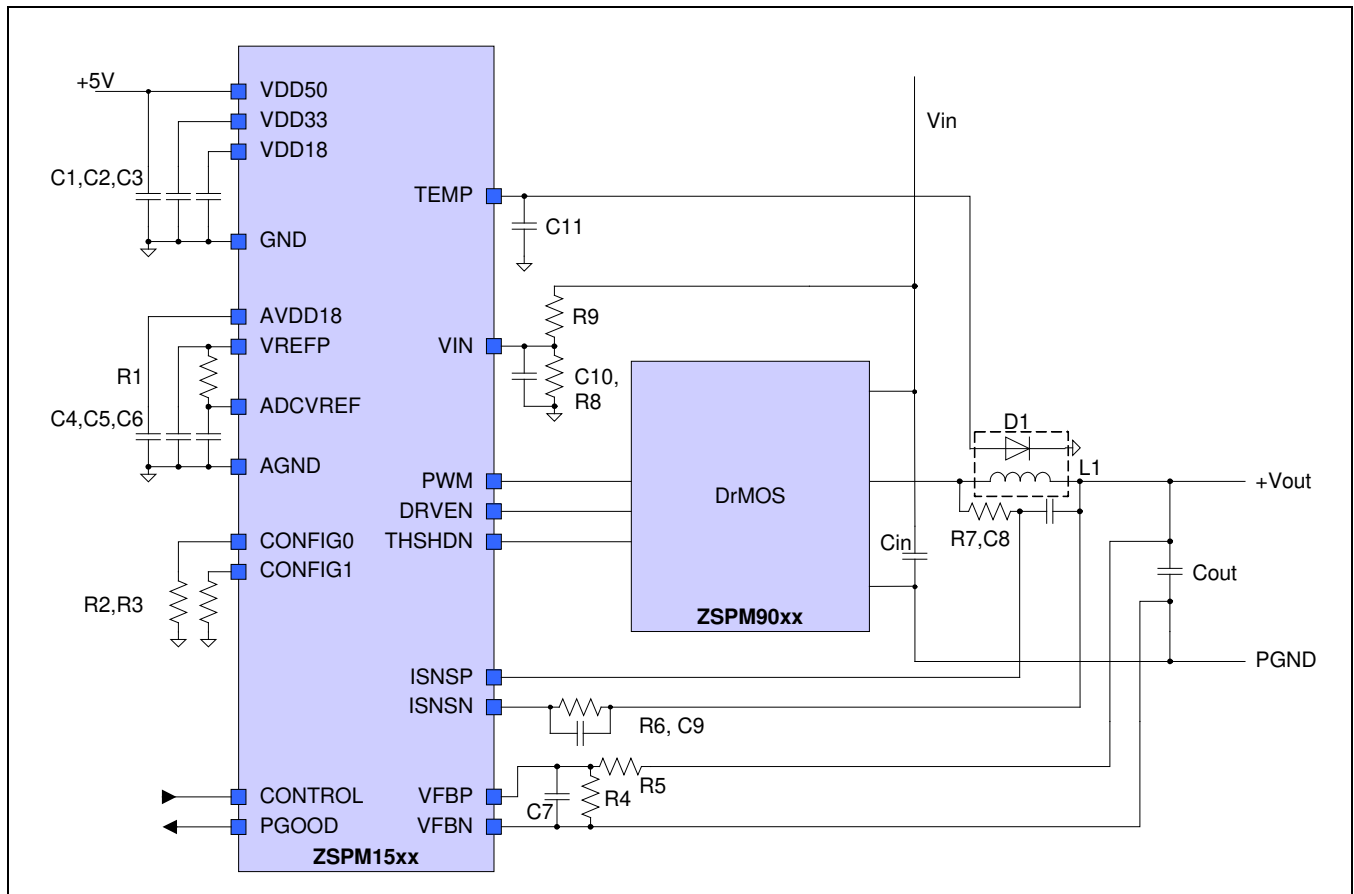 +5V
VDD50
VDD33
VDD18
C1,C2,C3
GND
AVDD18
VREFP
R1
ADCVREF
C4,C5,C6
AGND
CONFIG0
CONFIG1
R2,R3
CONTROL
PGOOD
ZSPM15xx
TEMP
C11
VIN
R9
C10,
R8
PWM
DRVEN
THSHDN
ISNSP
ISNSN
R6, C9
VFBP
VFBN
C7
R4
R5
Vin
DrMOS
ZSPM90xx
Cin
D1
L1
R7,C8
+Vout
Cout
PGND